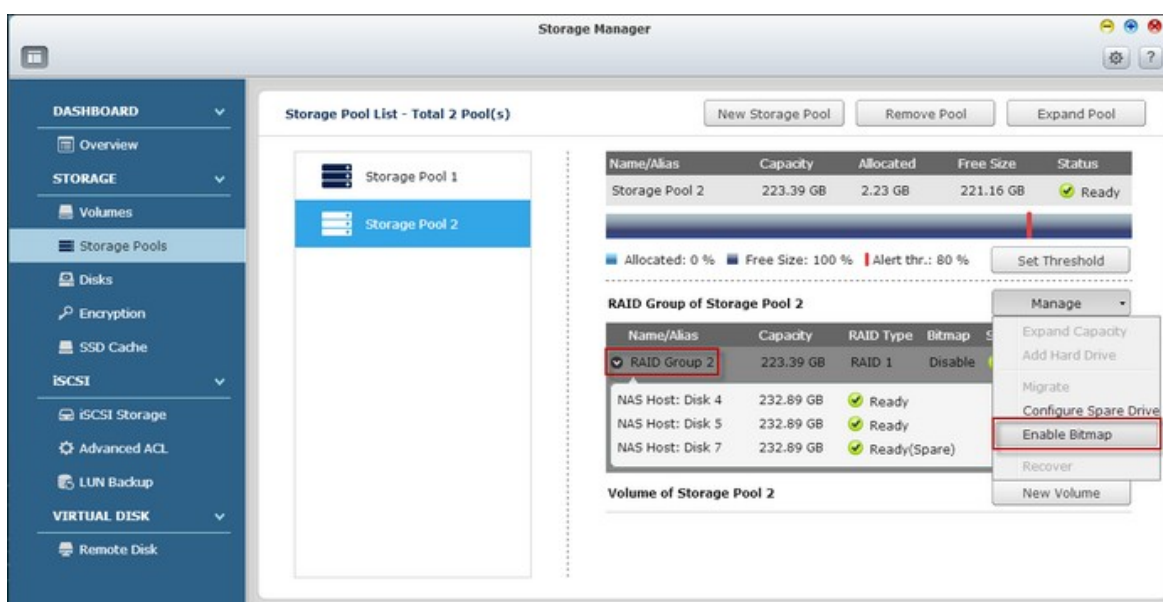 Storage Manager
?
DASHBOARD
Overview
STORAGE
Volumes
Storage Pools
Disks
Encryption
SSD Cache
iSCSI
iSCSI Storage
Advanced ACL
LUN Backup
VIRTUAL DISK
Remote Disk
Storage Pool List - Total 2 Pool(s)
New Storage Pool Remove Pool Expand Pool
Storage Pool 1
Storage Pool 2
Name/Alias Capacity Allocated Free Size Status
Storage Pool 2 223.39 GB 2.23 GB 221.16 GB Ready
Allocated: 0 % Free Size: 100 % Alert thr.: 80 % Set Threshold
RAID Group of Storage Pool 2 Manage
Name/Alias Capacity RAID Type Bitmap S
RAID Group 2 223.39 GB RAID 1 Disable
NAS Host: Disk 4 232.89 GB Ready
NAS Host: Disk 5 232.89 GB Ready
NAS Host: Disk 7 232.89 GB Ready(Spare)
Expand Capacity
Add Hard Drive
Migrate
Configure Spare Drive
Enable Bitmap
Recover
Volume of Storage Pool 2 New Volume